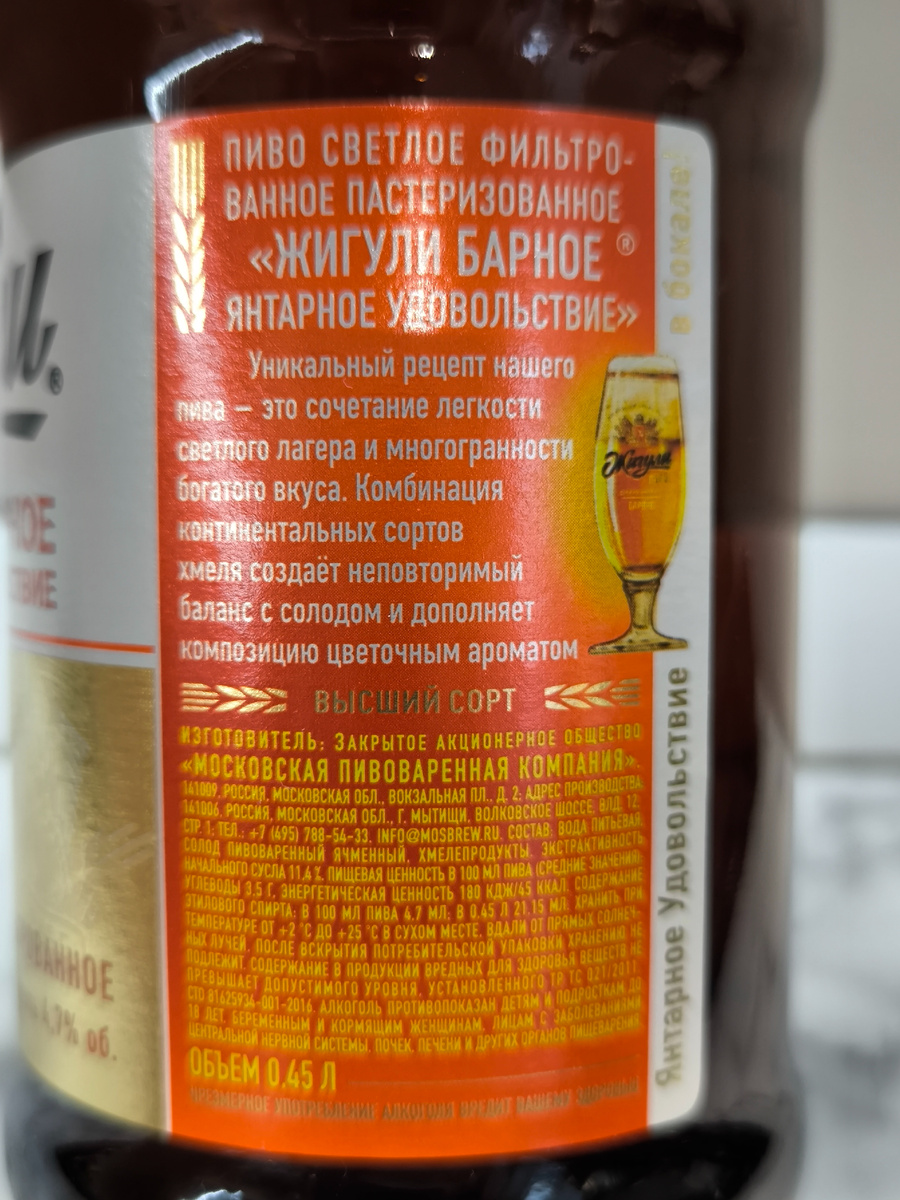 ПИВО СВЕТЛОЕ ФИЛЬТРО-
ВАННОЕ ПАСТЕРИЗОВАННОЕ
«ЖИГУЛИ БАРНОЕ ®
ЯНТАРНОЕ УДОВОЛЬСТВИЕ»
Уникальный рецепт нашего
пива – это сочетание легкости
светлого лагера и многогранности
богатого вкуса. Комбинация
континентальных сортов
хмеля создаёт неповторимый
баланс с солодом и дополняет
композицию цветочным ароматом
ВЫСШИЙ СОРТ
ИЗГОТОВИТЕЛЬ: ЗАКРЫТОЕ АКЦИОНЕРНОЕ ОБЩЕСТВО
«МОСКОВСКАЯ ПИВОВАРЕННАЯ КОМПАНИЯ».
141009, РОССИЯ, МОСКОВСКАЯ ОБЛ., ВОКЗАЛЬНАЯ ПЛ., Д. 2; АДРЕС ПРОИЗВОДСТВА:
141006, РОССИЯ, МОСКОВСКАЯ ОБЛ., Г. МЫТИЩИ, ВОЛКОВСКОЕ ШОССЕ, ВЛД. 12,
СТР. 1; ТЕЛ.: +7 (495) 788-54-33. INFO@MOSBREW.RU. СОСТАВ: ВОДА ПИТЬЕВАЯ,
СОЛОД ПИВОВАРЕННЫЙ ЯЧМЕННЫЙ, ХМЕЛЕПРОДУКТЫ. ЭКСТРАКТИВНОСТЬ
НАЧАЛЬНОГО СУСЛА 11,4 %. ПИЩЕВАЯ ЦЕННОСТЬ В 100 МЛ ПИВА (СРЕДНИЕ ЗНАЧЕНИЯ):
УГЛЕВОДЫ 3,5 Г, ЭНЕРГЕТИЧЕСКАЯ ЦЕННОСТЬ 180 КДЖ/45 ККАЛ. СОДЕРЖАНИЕ
ЭТИЛОВОГО СПИРТА: В 100 МЛ ПИВА 4,7 МЛ; В 0,45 Л 21,15 МЛ. ХРАНИТЬ ПРИ
ТЕМПЕРАТУРЕ ОТ +2 °С ДО +25 °С В СУХОМ МЕСТЕ, ВДАЛИ ОТ ПРЯМЫХ СОЛНЕЧ-
НЫХ ЛУЧЕЙ, ПОСЛЕ ВСКРЫТИЯ ПОТРЕБИТЕЛЬСКОЙ УПАКОВКИ ХРАНЕНИЮ НЕ
ПОДЛЕЖИТ. СОДЕРЖАНИЕ В ПРОДУКЦИИ ВРЕДНЫХ ДЛЯ ЗДОРОВЬЯ ВЕЩЕСТВ НЕ
ПРЕВЫШАЕТ ДОПУСТИМОГО УРОВНЯ, УСТАНОВЛЕННОГО ТР ТС 021/2011.
СТО 81625934-001-2016. АЛКОГОЛЬ ПРОТИВОПОКАЗАН ДЕТЯМ И ПОДРОСТКАМ ДО
18 ЛЕТ, БЕРЕМЕННЫМ И КОРМЯЩИМ ЖЕНЩИНАМ, ЛИЦАМ С ЗАБОЛЕВАНИЯМИ
ЦЕНТРАЛЬНОЙ НЕРВНОЙ СИСТЕМЫ, ПОЧЕК, ПЕЧЕНИ И ДРУГИХ ОРГАНОВ ПИЩЕВАРЕНИЯ.
ОБЪЕМ 0,45 Л
ЧРЕЗМЕРНОЕ УПОТРЕБЛЕНИЕ АЛКОГОЛЯ ВРЕДИТ ВАШЕМУ ЗДОРОВЬЮ
Янтарное Удовольствие
в бокале!
Жигули
4,7% об.